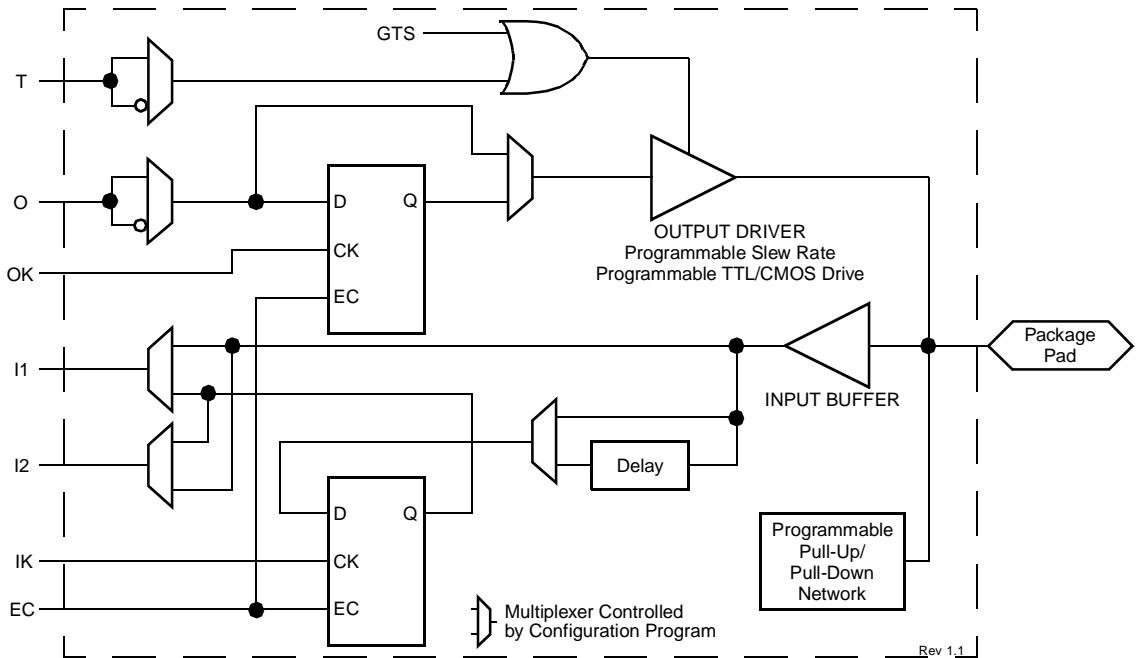 GTS
T
O
D
Q
CK
EC
OK
OUTPUT DRIVER
Programmable Slew Rate
Programmable TTL/CMOS Drive
I1
Package
Pad
INPUT BUFFER
I2
Delay
D
Q
CK
EC
IK
EC
Programmable
Pull-Up/
Pull-Down
Network
Multiplexer Controlled
by Configuration Program
Rev 1.1